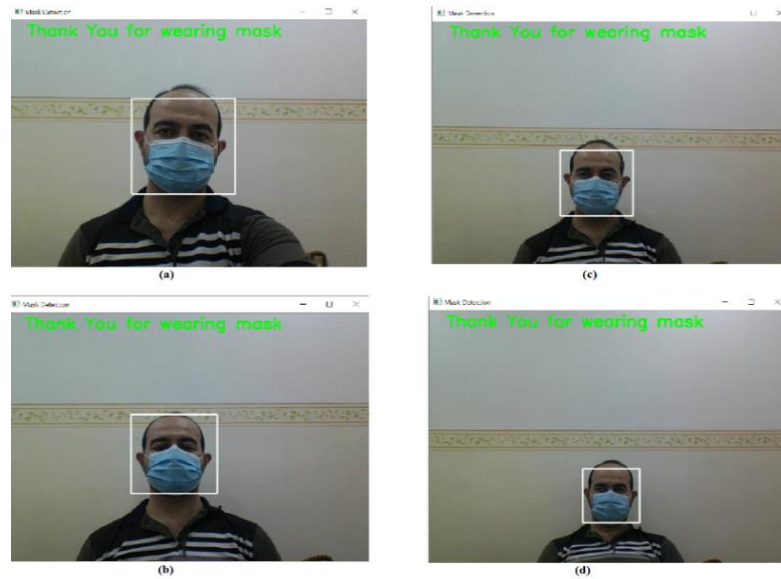 Mask Detection
Thank You for wearing mask
(a)
Mask Detection
Thank You for wearing mask
(c)
Mask Detection
Thank You for wearing mask
(b)
Mask Detection
Thank You for wearing mask
(d)